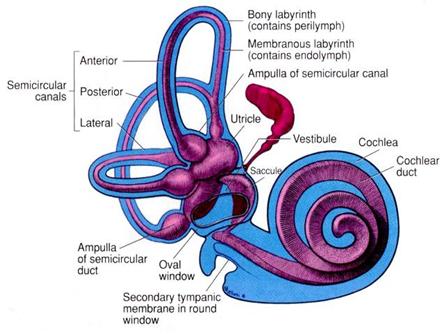 Bony labyrinth
(contains perilymph)
Membranous labyrinth
(contains endolymph)
Anterior
Ampulla of semicircular canal
Semicircular
canals
Posterior
Utricle
Lateral
Vestibule
Cochlea
Saccule
Cochlear
duct
Ampulla
of semicircular
duct
Oval
window
Secondary tympanic
membrane in round
window